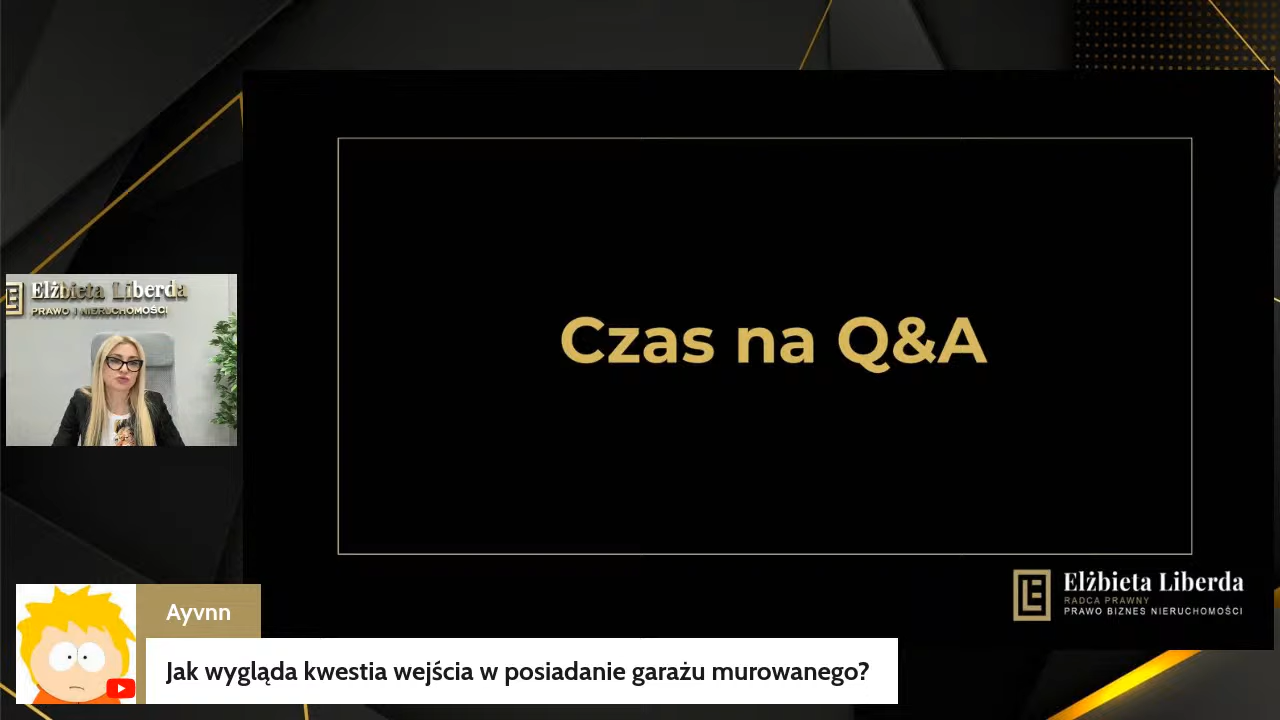 Elżbieta Liberda
PRAWO I NIERUCHOMOŚCI
Czas na Q&A
Elżbieta Liberda
RADCA PRAWNY
PRAWO BIZNES NIERUCHOMOŚCI
Ayvnn
Jak wygląda kwestia wejścia w posiadanie garażu murowanego?